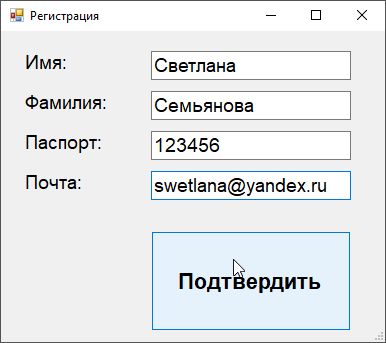 Регистрация
Имя: Светлана
Фамилия: Семьянова
Паспорт: 123456
Почта: swetlana@yandex.ru
Подтвердить